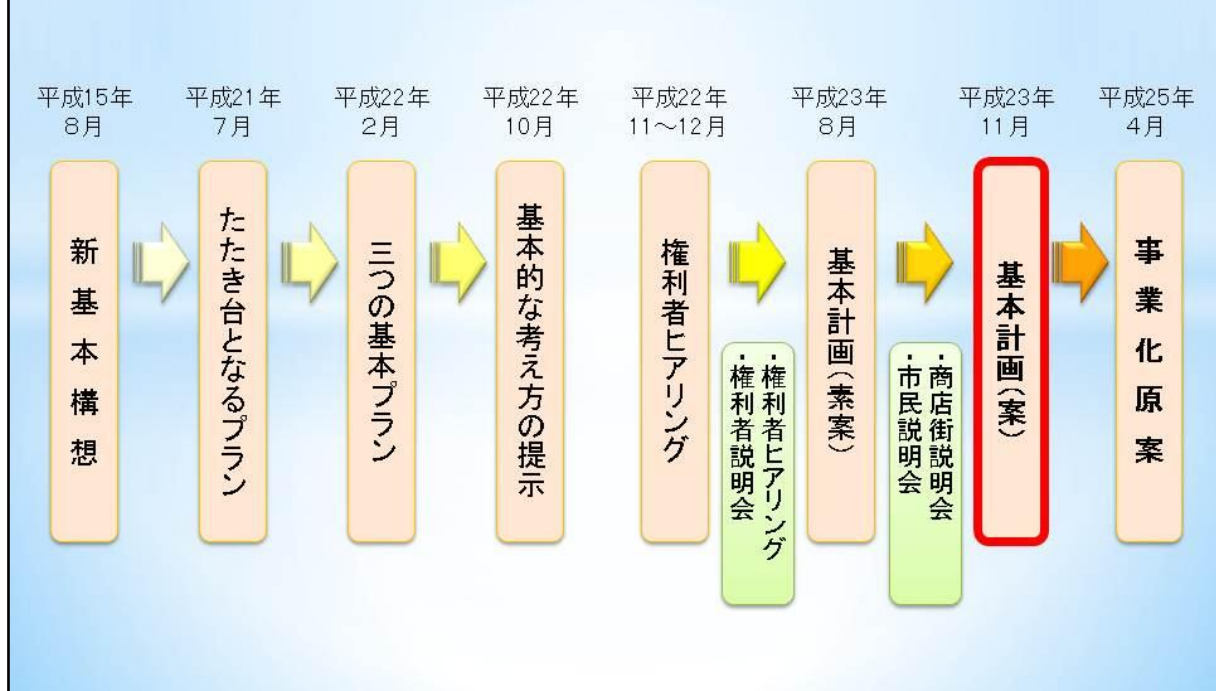 平成15年
8月
平成21年
7月
平成22年
2月
平成22年
10月
平成22年
11～12月
平成23年
8月
平成23年
11月
平成25年
4月
新基本構想
たたき台となるプラン
三つの基本プラン
基本的な考え方の提示
権利者ヒアリング
・権利者ヒアリング
・権利者説明会
基本計画(素案)
・商店街説明会
・市民説明会
基本計画(案)
事業化原案